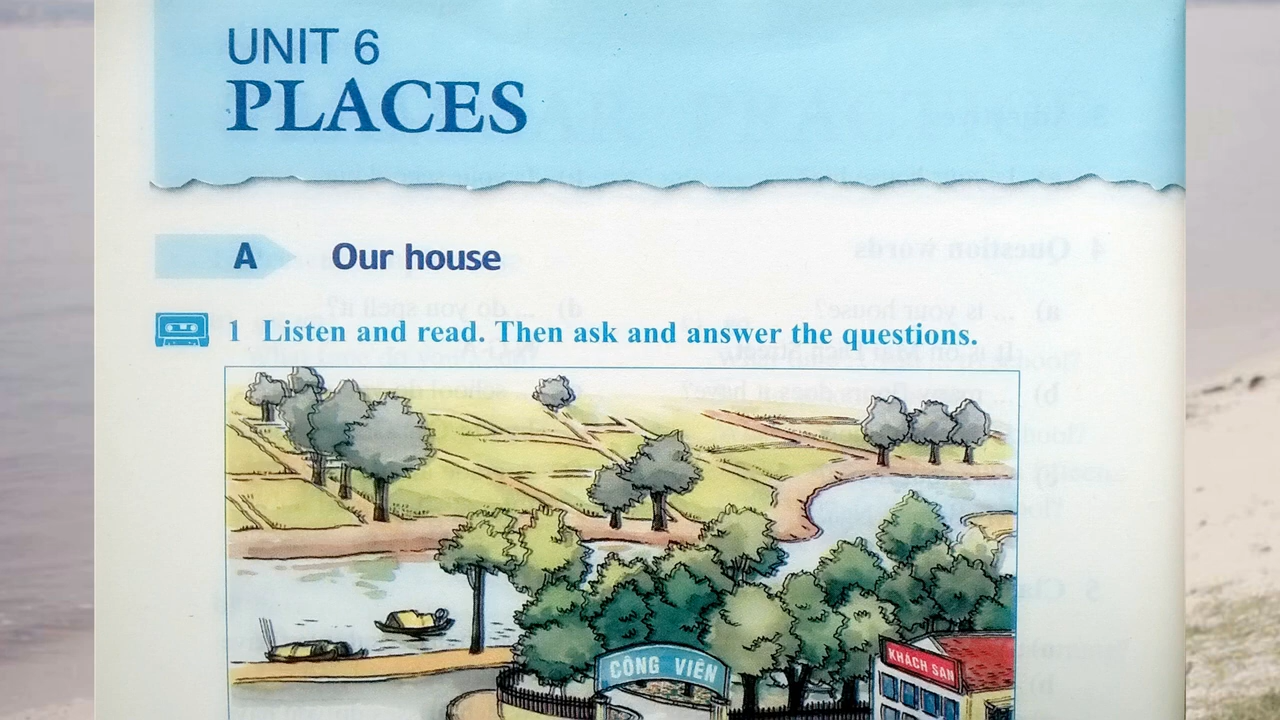 UNIT 6
PLACES
A Our house
1 Listen and read. Then ask and answer the questions.
CÔNG VIÊN
KHÁCH SẠN